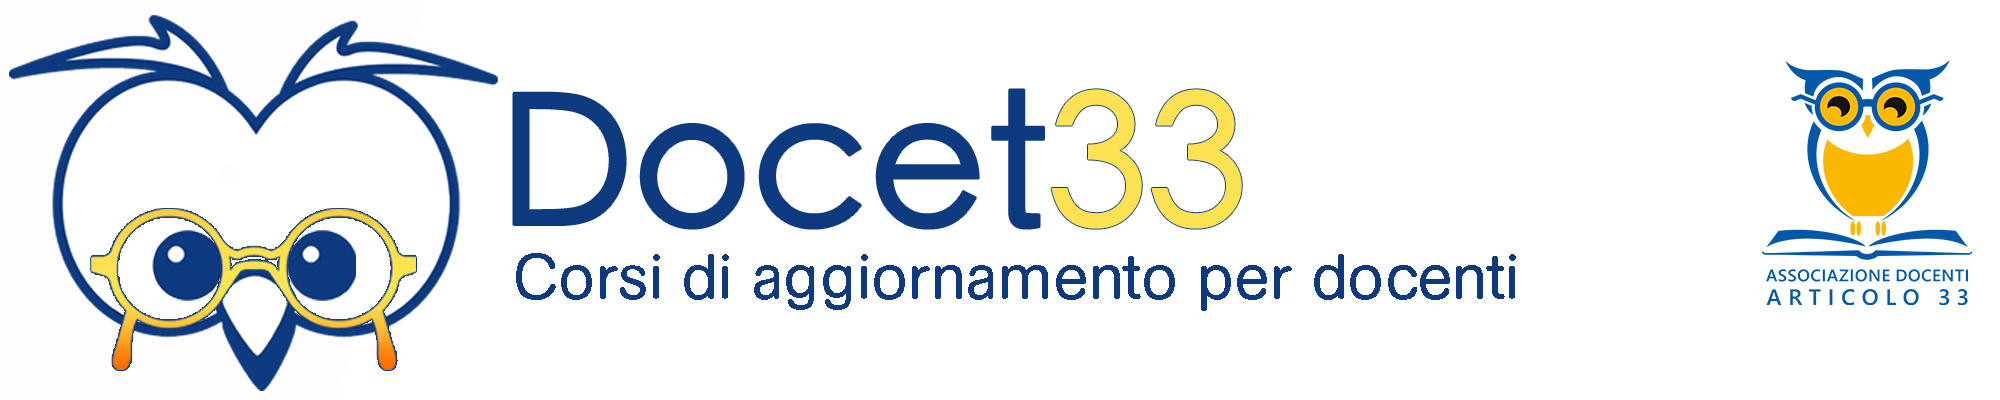 Docet33
Corsi di aggiornamento per docenti
ASSOCIAZIONE DOCENTI
ARTICOLO 33